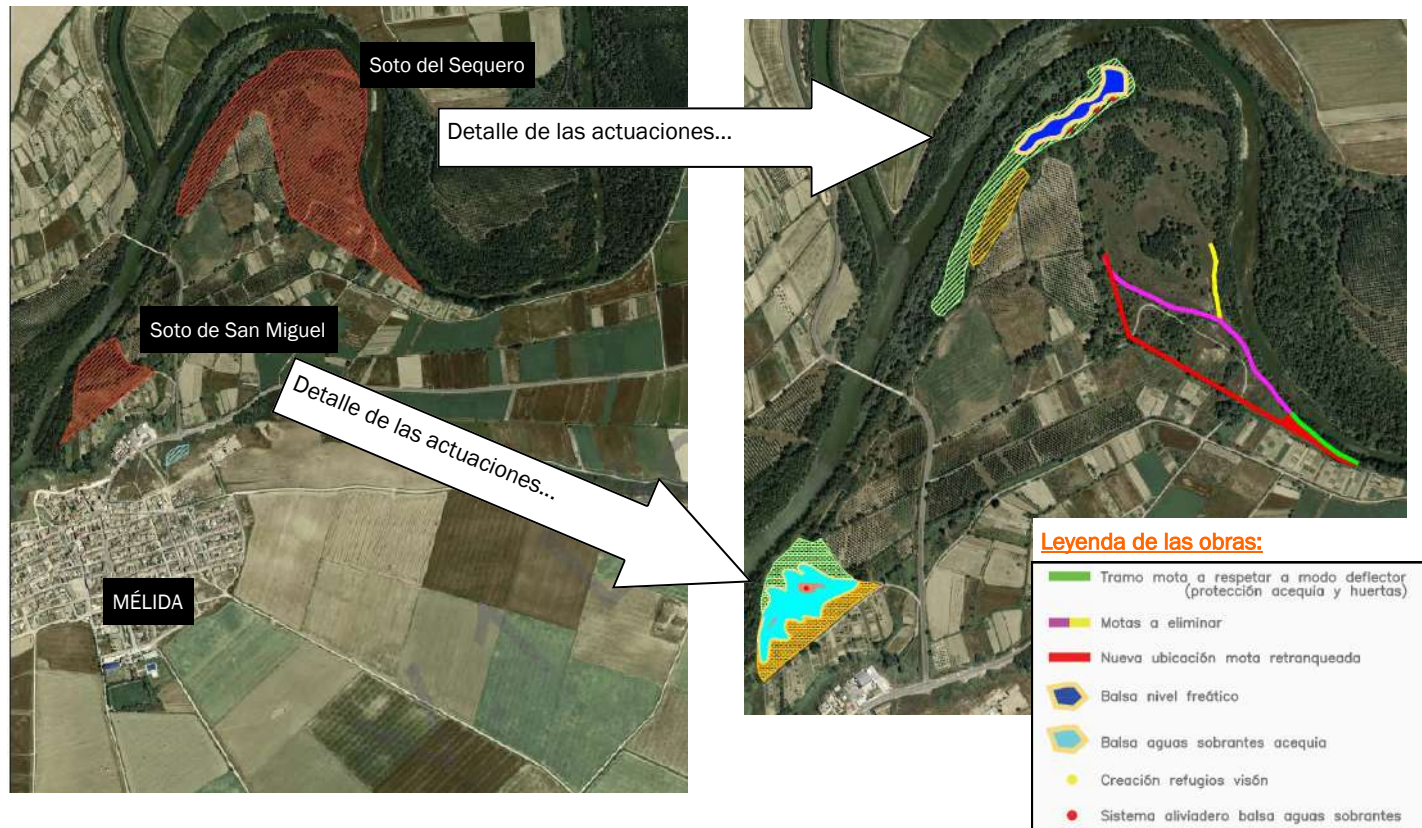 Soto del Sequero
Detalle de las actuaciones...
Soto de San Miguel
Detalle de las actuaciones...
MÉLIDA
Leyenda de las obras:
Tramo mota a respetar a modo deflector
(protección acequia y huertas)
Motas a eliminar
Nueva ubicación mota retranqueada
Balsa nivel freático
Balsa aguas sobrantes acequia
Creación refugios visón
Sistema aliviadero balsa aguas sobrantes